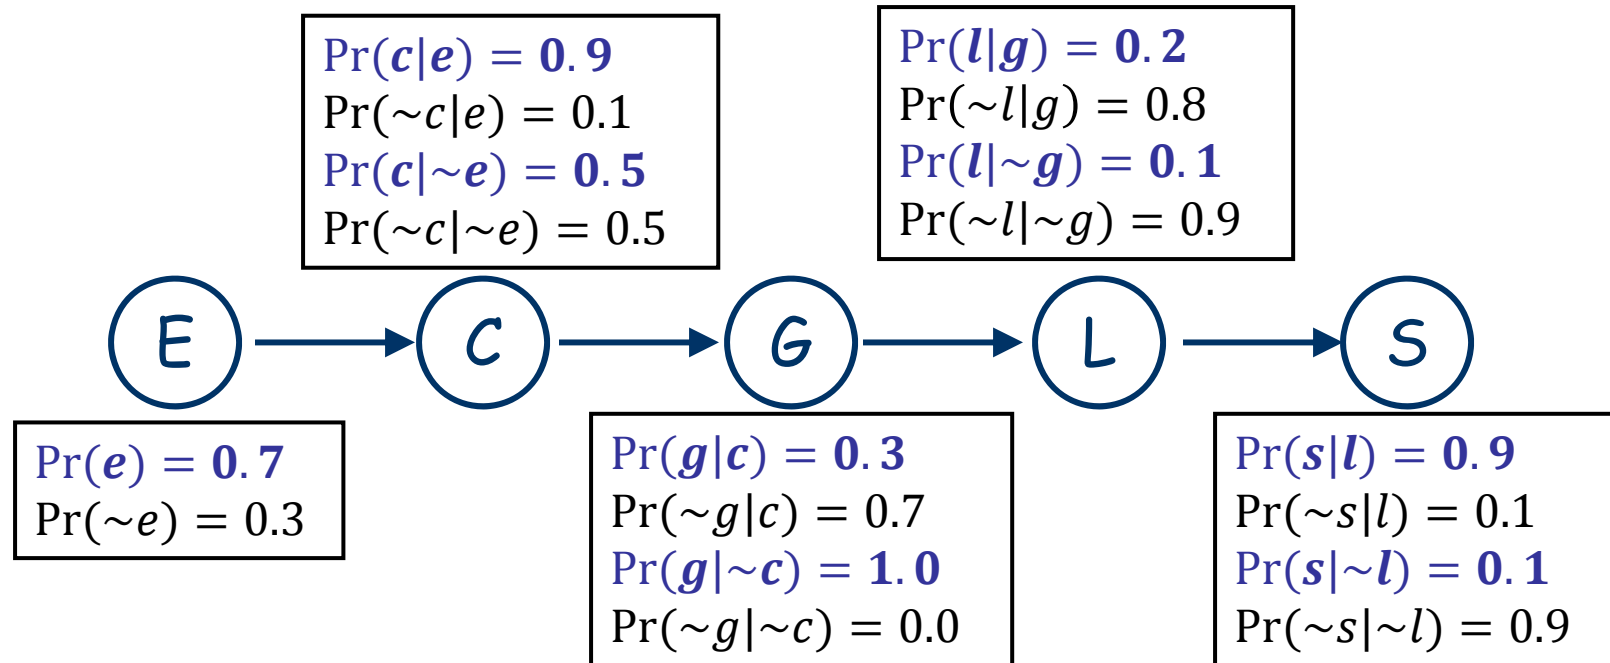 Pr(c|e) = 0.9
Pr(~c|e) = 0.1
Pr(c|~e) = 0.5
Pr(~c|~e) = 0.5
Pr(l|g) = 0.2
Pr(~l|g) = 0.8
Pr(l|~g) = 0.1
Pr(~l|~g) = 0.9
E
C
G
L
S
Pr(e) = 0.7
Pr(~e) = 0.3
Pr(g|c) = 0.3
Pr(~g|c) = 0.7
Pr(g|~c) = 1.0
Pr(~g|~c) = 0.0
Pr(s|l) = 0.9
Pr(~s|l) = 0.1
Pr(s|~l) = 0.1
Pr(~s|~l) = 0.9